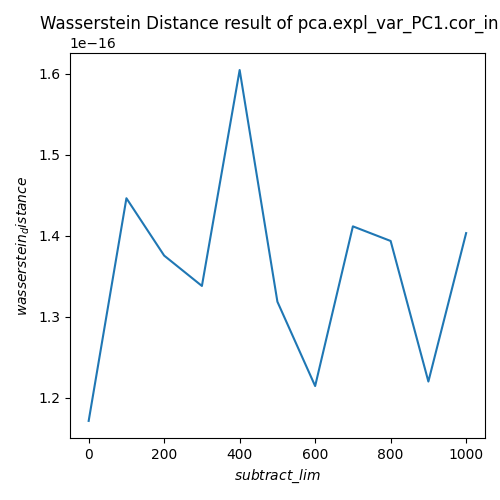 Wasserstein Distance result of pca.expl_var_PC1.cor_in
1e−16
1.6
1.5
1.4
1.3
1.2
wasserstein_distance
0 200 400 600 800 1000
subtract_lim